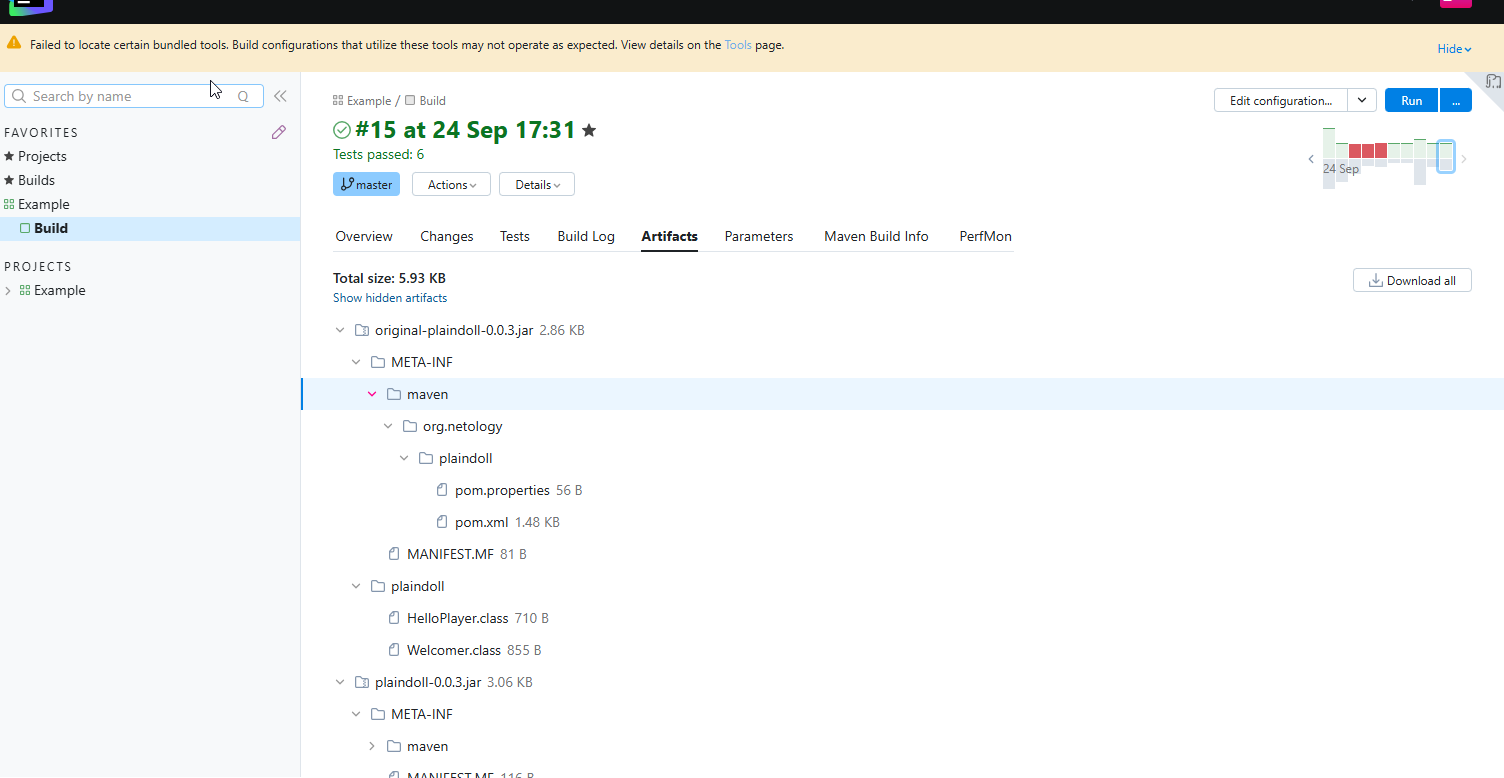 Failed to locate certain bundled tools. Build configurations that utilize these tools may not operate as expected. View details on the Tools page.
Hide
Search by name
Q
FAVORITES
Projects
Builds
Example
Build
PROJECTS
Example
Example / Build
Edit configuration...
Run
...
#15 at 24 Sep 17:31
Tests passed: 6
24 Sep
master
Actions
Details
Overview
Changes
Tests
Build Log
Artifacts
Parameters
Maven Build Info
PerfMon
Total size: 5.93 KB
Show hidden artifacts
Download all
original-plaindoll-0.0.3.jar 2.86 KB
META-INF
maven
org.netology
plaindoll
pom.properties 56 B
pom.xml 1.48 KB
MANIFEST.MF 81 B
plaindoll
HelloPlayer.class 710 B
Welcomer.class 855 B
plaindoll-0.0.3.jar 3.06 KB
META-INF
maven
MANIFEST.MF 116 B